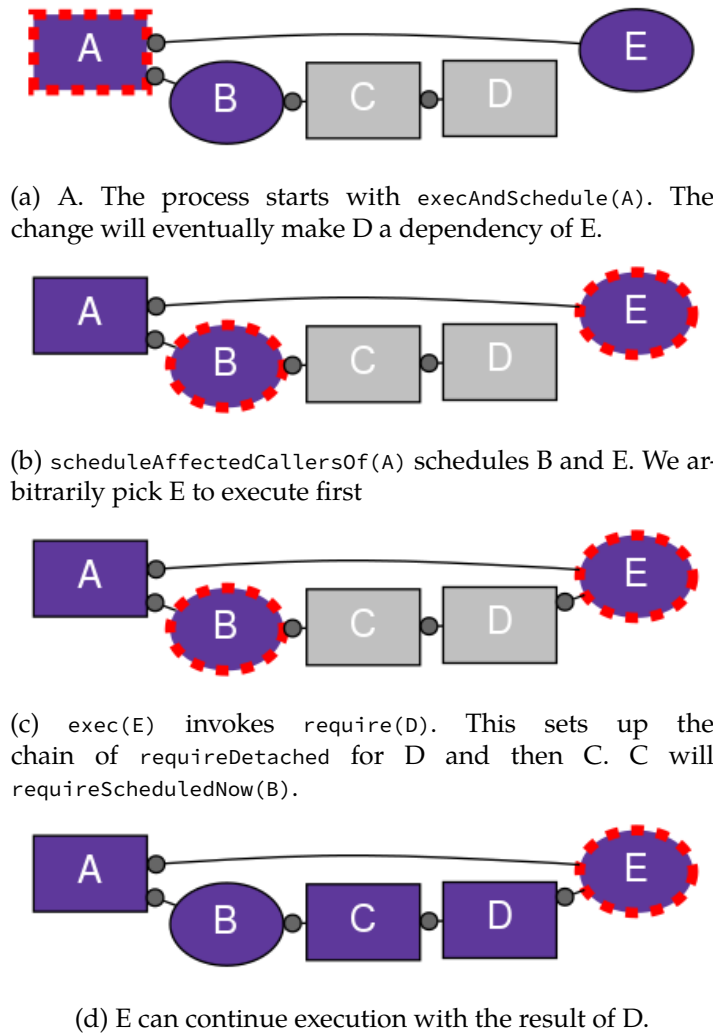 A
B
C
D
E
(a) A. The process starts with execAndSchedule(A). The
change will eventually make D a dependency of E.
A
B
C
D
E
(b) scheduleAffectedCallersOf(A) schedules B and E. We ar-
bitrarily pick E to execute first
A
B
C
D
E
(c) exec(E) invokes require(D). This sets up the
chain of requireDetached for D and then C. C will
requireScheduledNow(B).
A
B
C
D
E
(d) E can continue execution with the result of D.